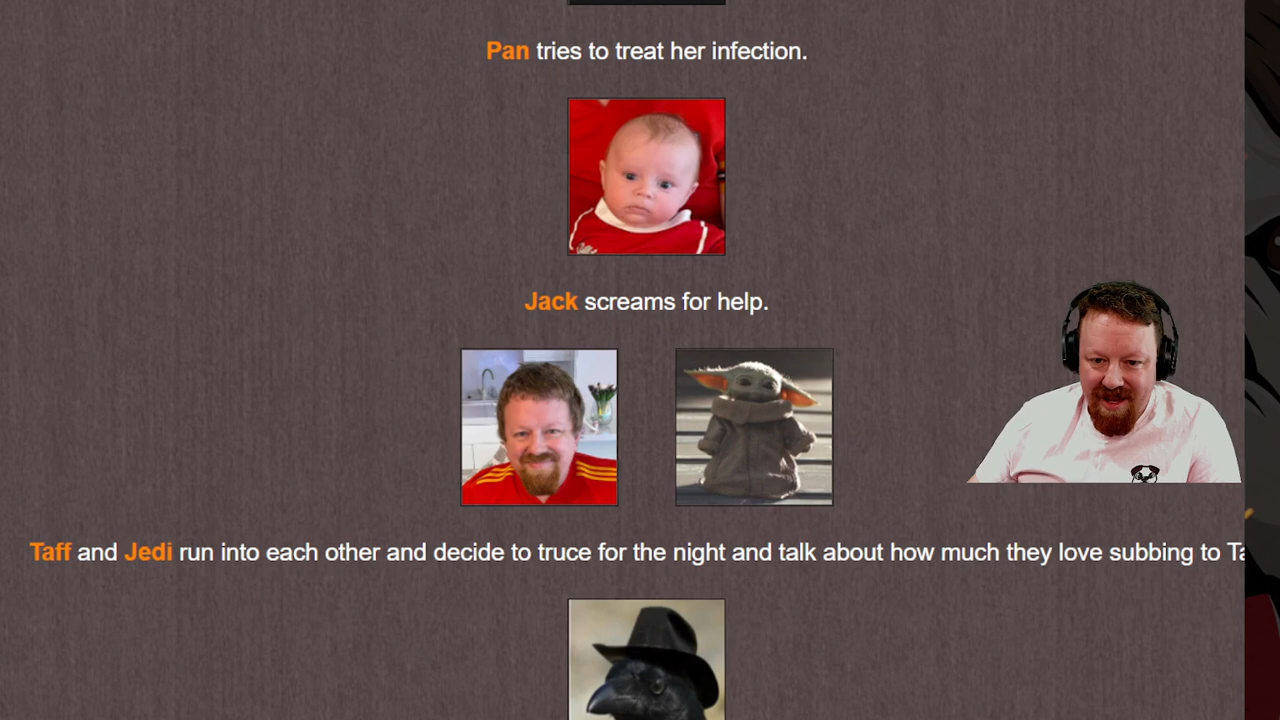 Pan tries to treat her infection.
Jack screams for help.
Taff and Jedi run into each other and decide to truce for the night and talk about how much they love subbing to